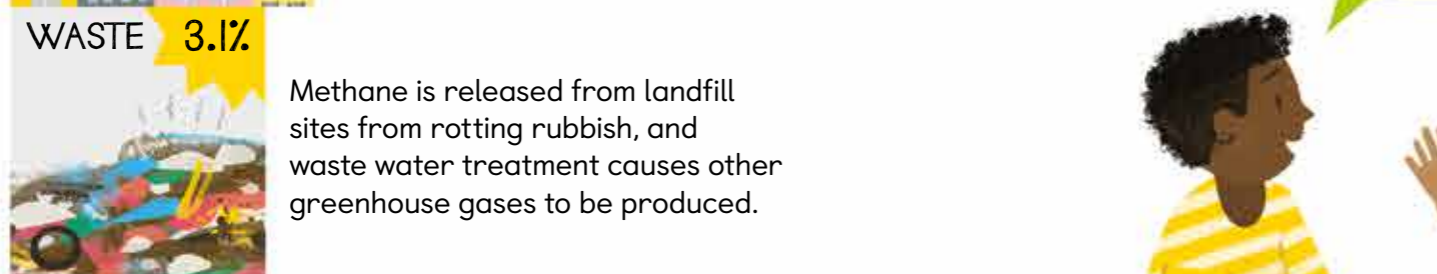 WASTE 3.1%
Methane is released from landfill
sites from rotting rubbish, and
waste water treatment causes other
greenhouse gases to be produced.